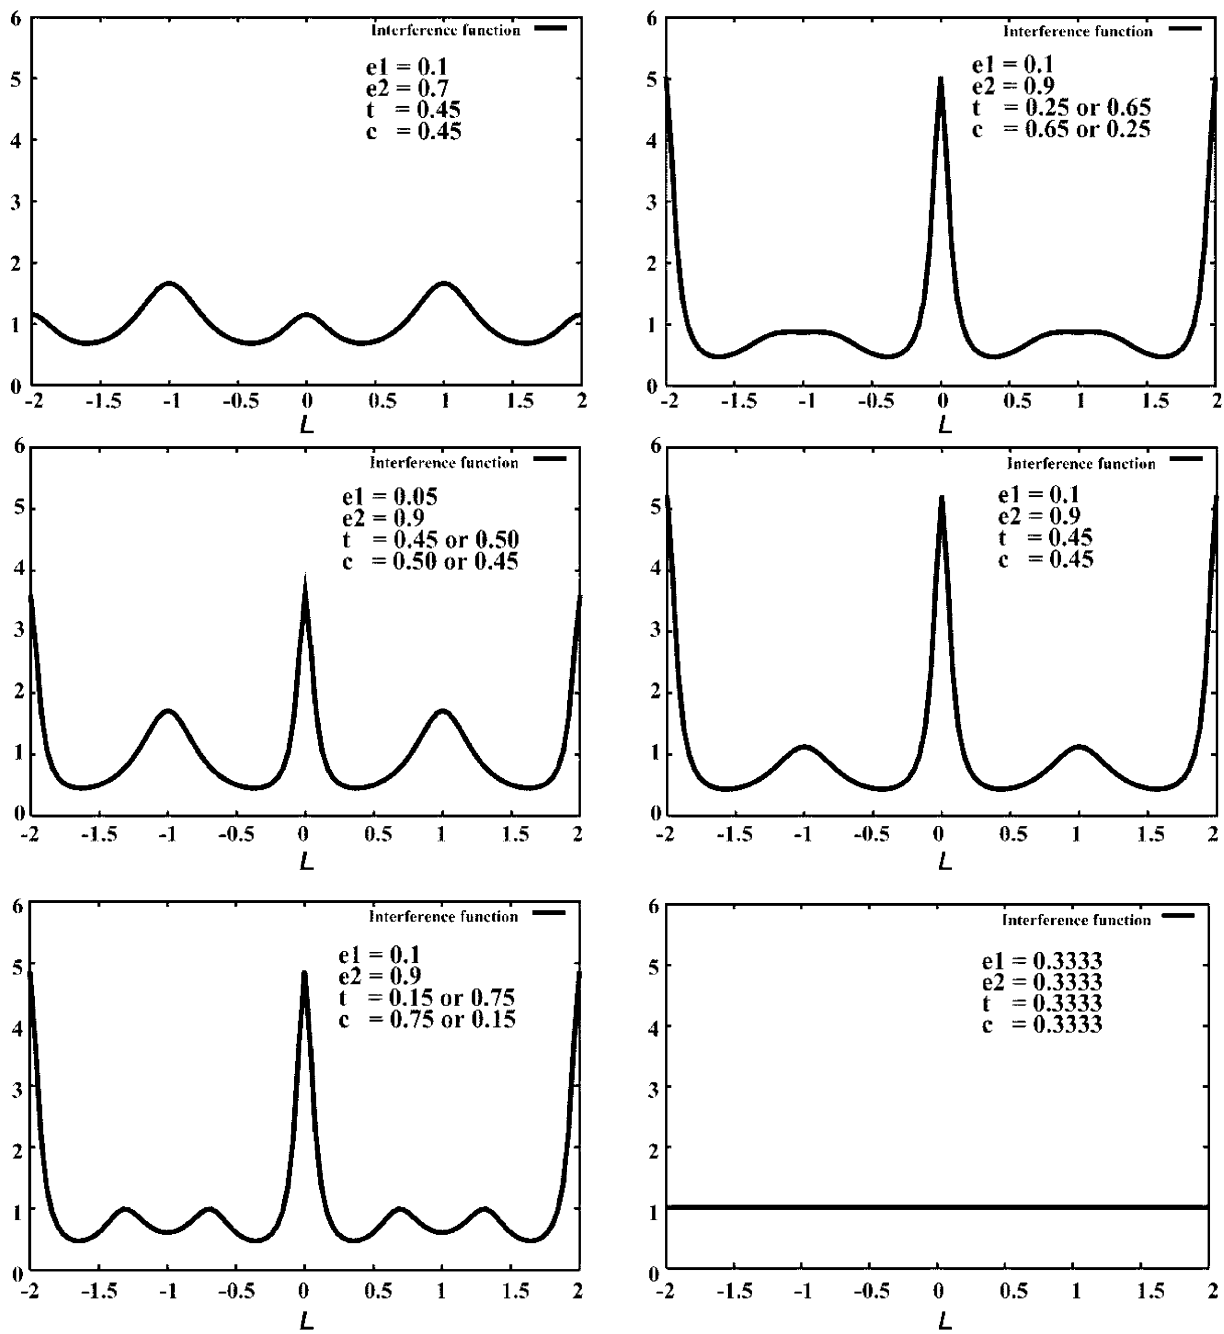 Interference function
e1 = 0.1
e2 = 0.7
t = 0.45
c = 0.45
6
5
4
3
2
1
0
-2 -1.5 -1 -0.5 0 0.5 1 1.5 2
L
Interference function
e1 = 0.1
e2 = 0.9
t = 0.25 or 0.65
c = 0.65 or 0.25
6
5
4
3
2
1
0
-2 -1.5 -1 -0.5 0 0.5 1 1.5 2
L
Interference function
e1 = 0.05
e2 = 0.9
t = 0.45 or 0.50
c = 0.50 or 0.45
6
5
4
3
2
1
0
-2 -1.5 -1 -0.5 0 0.5 1 1.5 2
L
Interference function
e1 = 0.1
e2 = 0.9
t = 0.45
c = 0.45
6
5
4
3
2
1
0
-2 -1.5 -1 -0.5 0 0.5 1 1.5 2
L
Interference function
e1 = 0.1
e2 = 0.9
t = 0.15 or 0.75
c = 0.75 or 0.15
6
5
4
3
2
1
0
-2 -1.5 -1 -0.5 0 0.5 1 1.5 2
L
Interference function
e1 = 0.3333
e2 = 0.3333
t = 0.3333
c = 0.3333
6
5
4
3
2
1
0
-2 -1.5 -1 -0.5 0 0.5 1 1.5 2
L